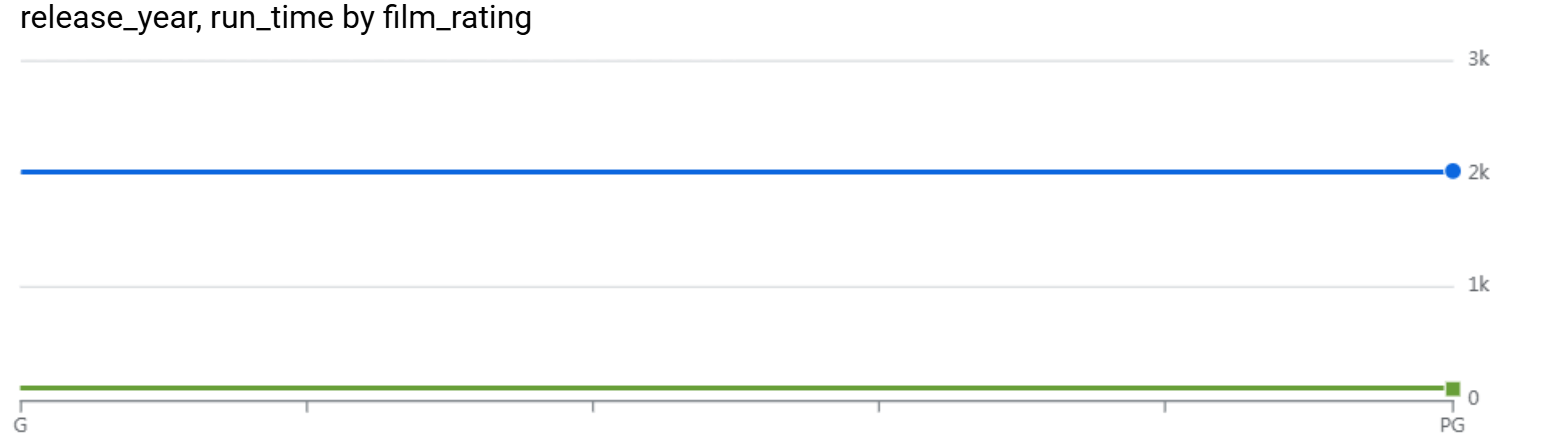 release_year, run_time by film_rating
3k
2k
1k
0
G PG